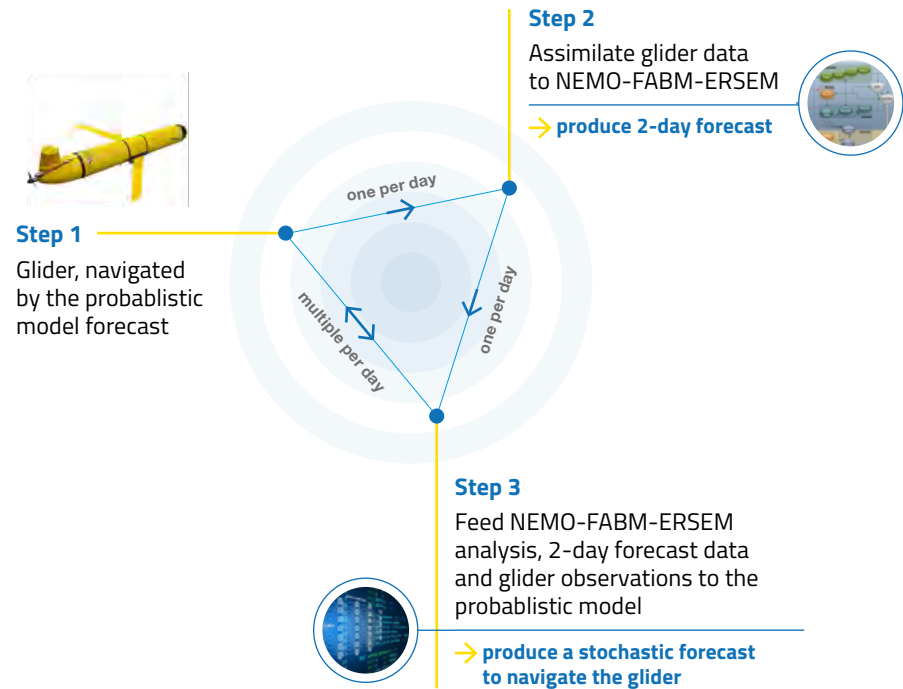 Step 1
Glider, navigated
by the probablistic
model forecast
one per day
Step 2
Assimilate glider data
to NEMO-FABM-ERSEM
→ produce 2-day forecast
one per day
multiple per day
Step 3
Feed NEMO-FABM-ERSEM
analysis, 2-day forecast data
and glider observations to the
probablistic model
→ produce a stochastic forecast
to navigate the glider